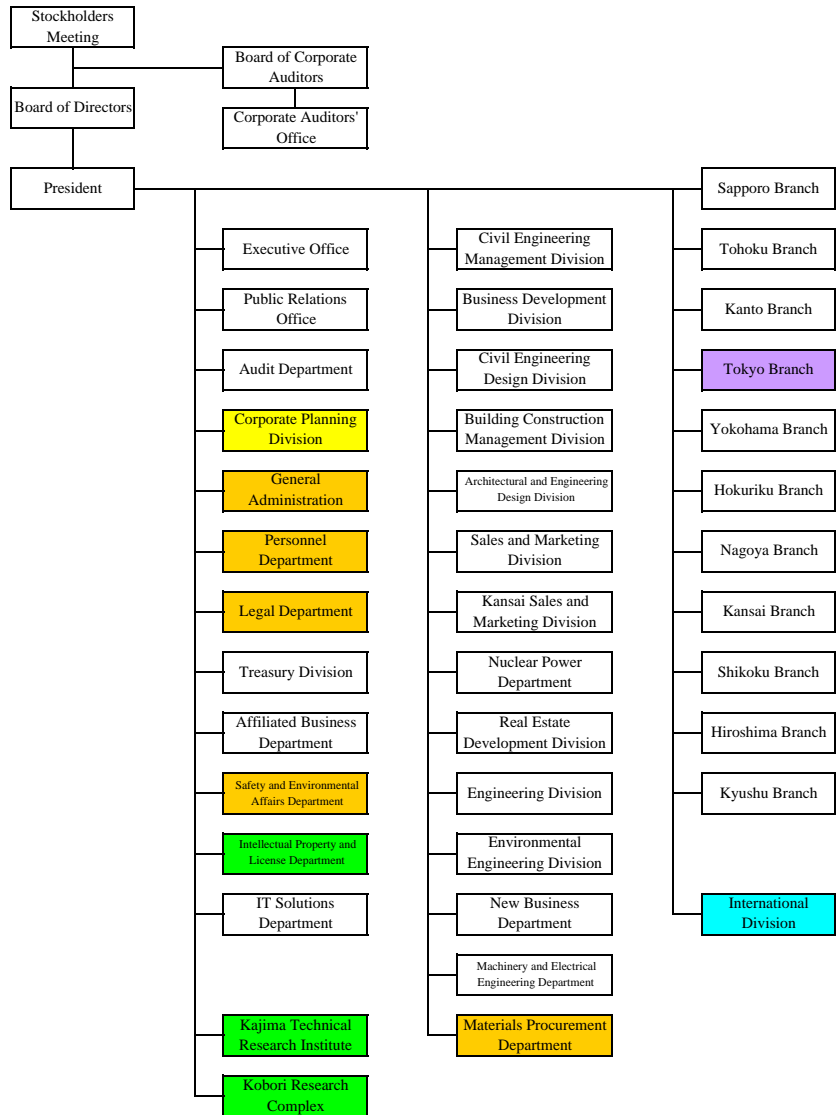 Stockholders
Meeting
Board of Corporate
Auditors
Board of Directors
Corporate Auditors'
Office
President
Executive Office
Public Relations
Office
Audit Department
Corporate Planning
Division
General
Administration
Personnel
Department
Legal Department
Treasury Division
Affiliated Business
Department
Safety and Environmental
Affairs Department
Intellectual Property and
License Department
IT Solutions
Department
Kajima Technical
Research Institute
Kobori Research
Complex
Civil Engineering
Management Division
Business Development
Division
Civil Engineering
Design Division
Building Construction
Management Division
Architectural and Engineering
Design Division
Sales and Marketing
Division
Kansai Sales and
Marketing Division
Nuclear Power
Department
Real Estate
Development Division
Engineering Division
Environmental
Engineering Division
New Business
Department
Machinery and Electrical
Engineering Department
Materials Procurement
Department
Sapporo Branch
Tohoku Branch
Kanto Branch
Tokyo Branch
Yokohama Branch
Hokuriku Branch
Nagoya Branch
Kansai Branch
Shikoku Branch
Hiroshima Branch
Kyushu Branch
International
Division